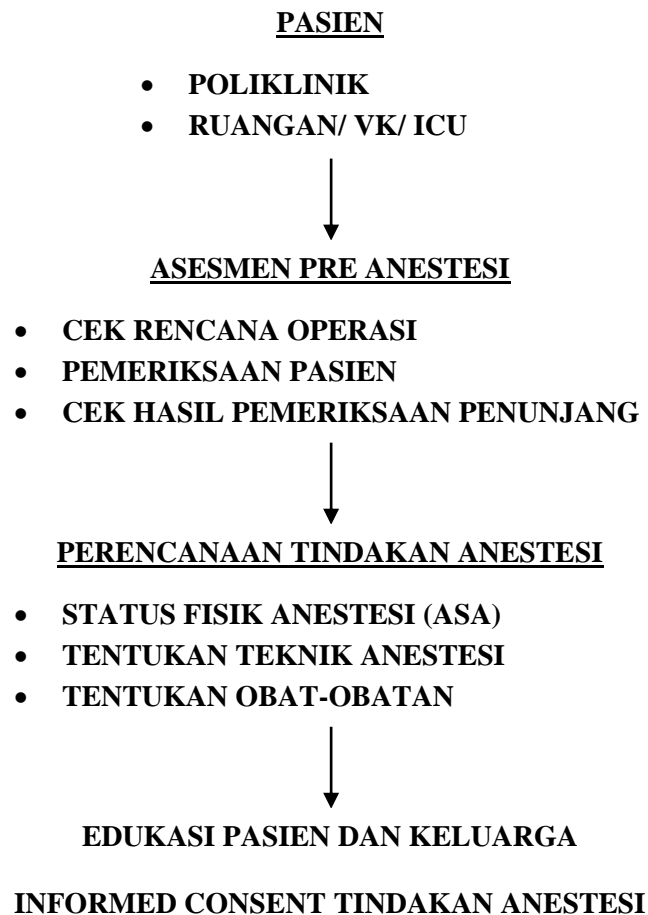 PASIEN
• POLIKLINIK
• RUANGAN/ VK/ ICU
ASESMEN PRE ANESTESI
• CEK RENCANA OPERASI
• PEMERIKSAAN PASIEN
• CEK HASIL PEMERIKSAAN PENUNJANG
PERENCANAAN TINDAKAN ANESTESI
• STATUS FISIK ANESTESI (ASA)
• TENTUKAN TEKNIK ANESTESI
• TENTUKAN OBAT-OBATAN
EDUKASI PASIEN DAN KELUARGA
INFORMED CONSENT TINDAKAN ANESTESI